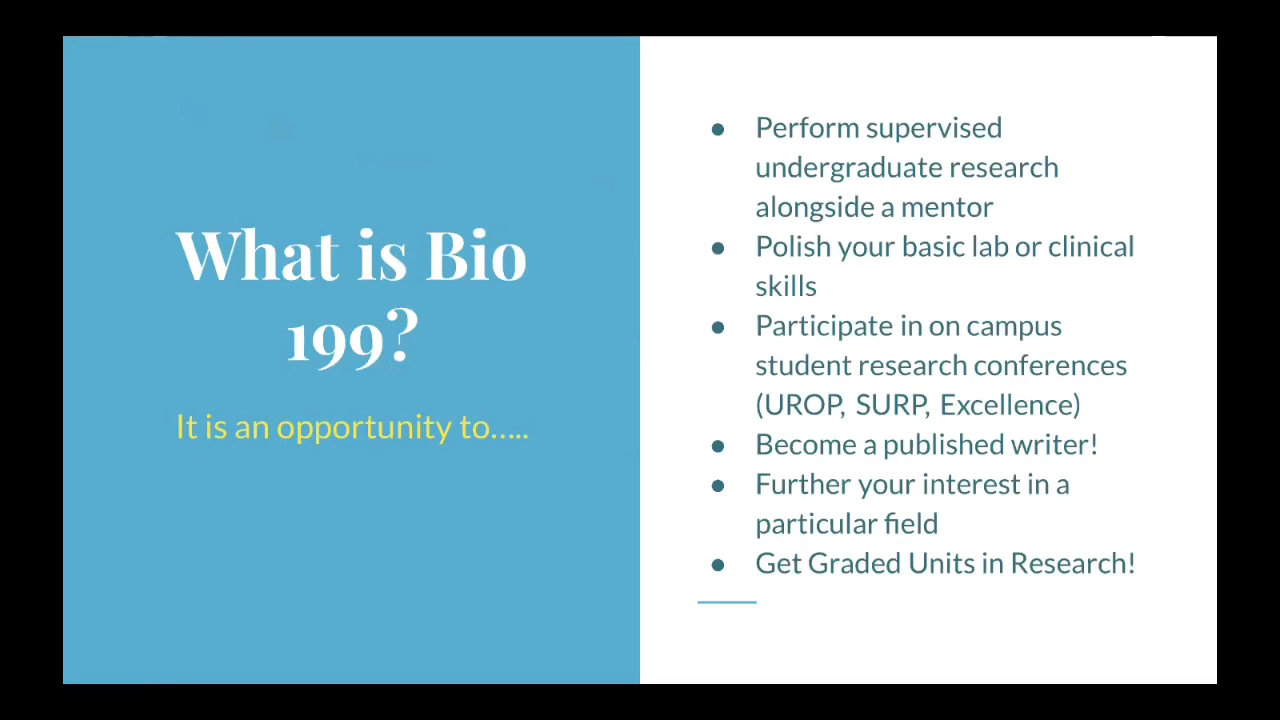 What is Bio
199?
It is an opportunity to.....
● Perform supervised
undergraduate research
alongside a mentor
● Polish your basic lab or clinical
skills
● Participate in on campus
student research conferences
(UROP, SURP, Excellence)
● Become a published writer!
● Further your interest in a
particular field
● Get Graded Units in Research!